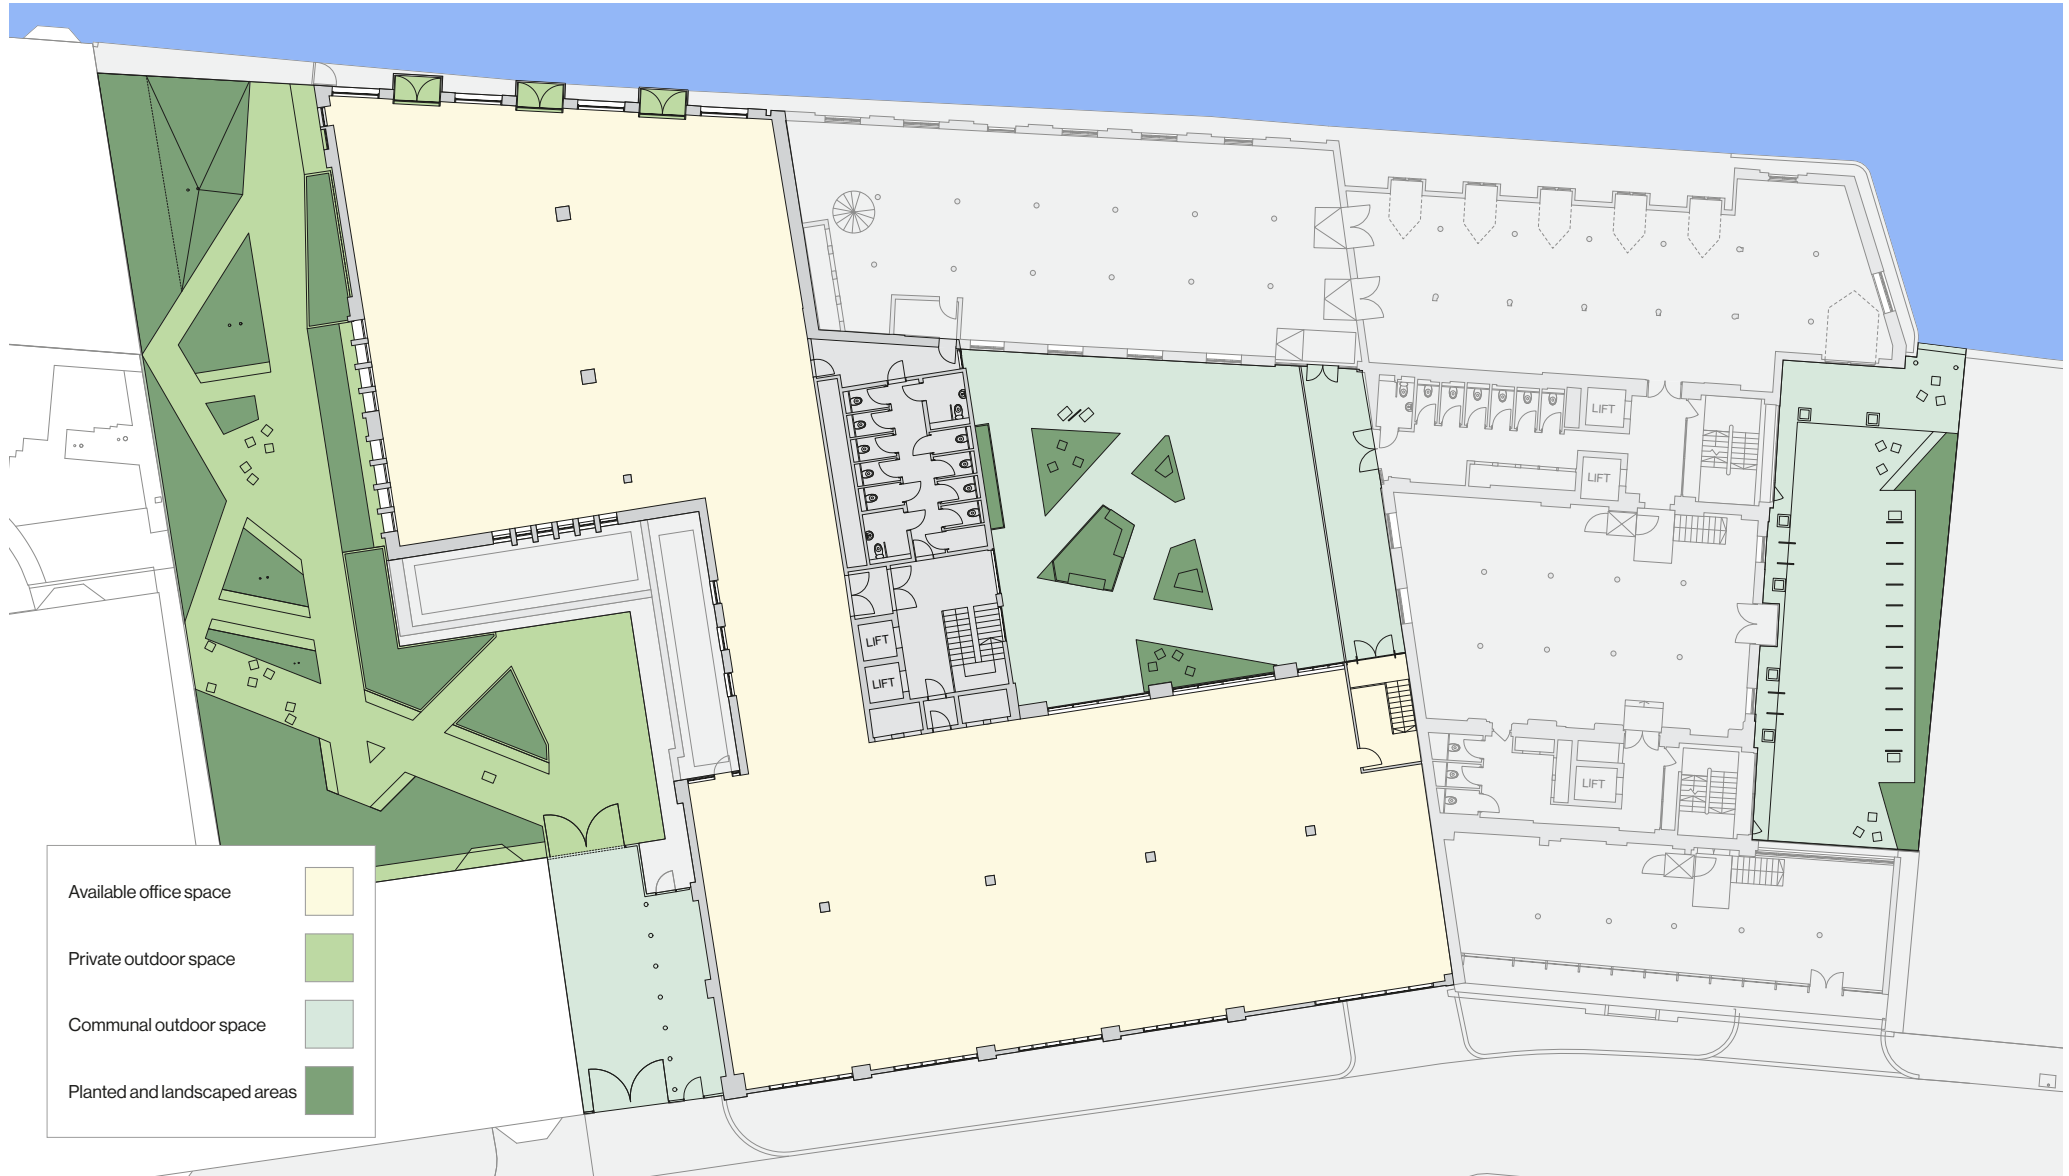 LIFT
LIFT
LIFT
LIFT
LIFT
Available office space
Private outdoor space
Communal outdoor space
Planted and landscaped areas